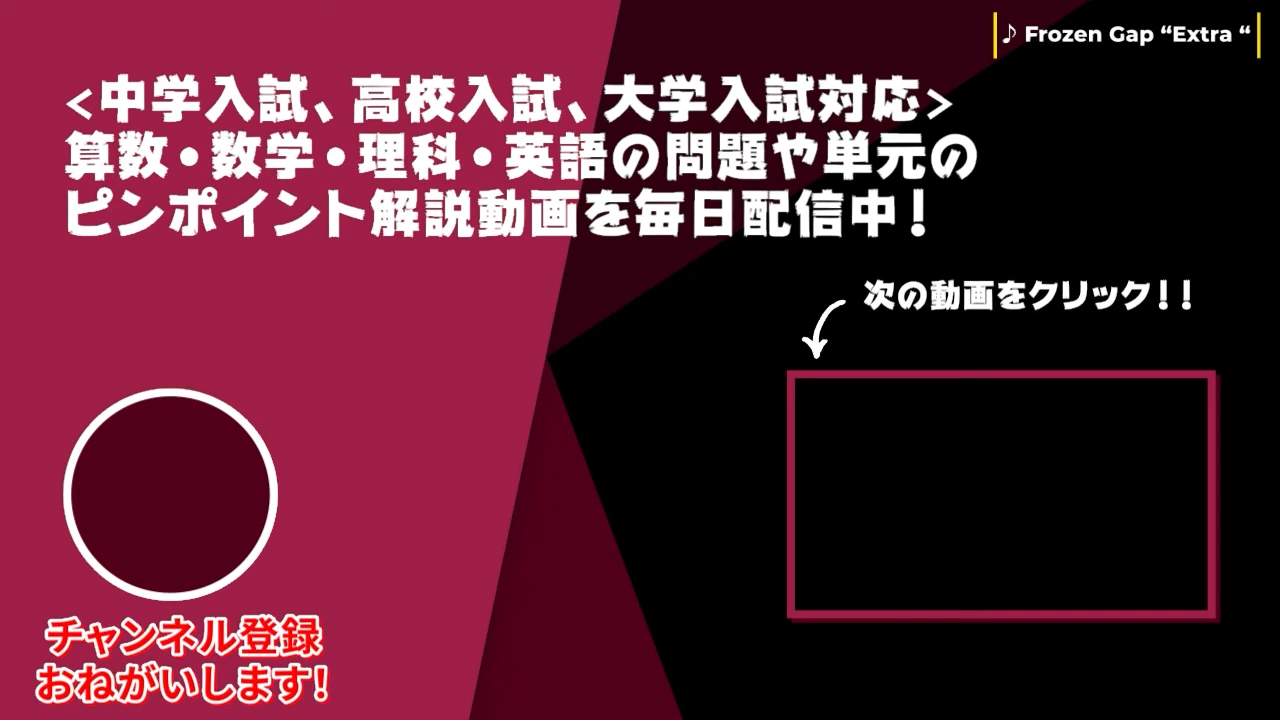 ♪ Frozen Gap “Extra “
<中学入試、高校入試、大学入試対応>
算数・数学・理科・英語の問題や単元の
ピンポイント解説動画を毎日配信中！
次の動画をクリック！！
チャンネル登録
おねがいします！